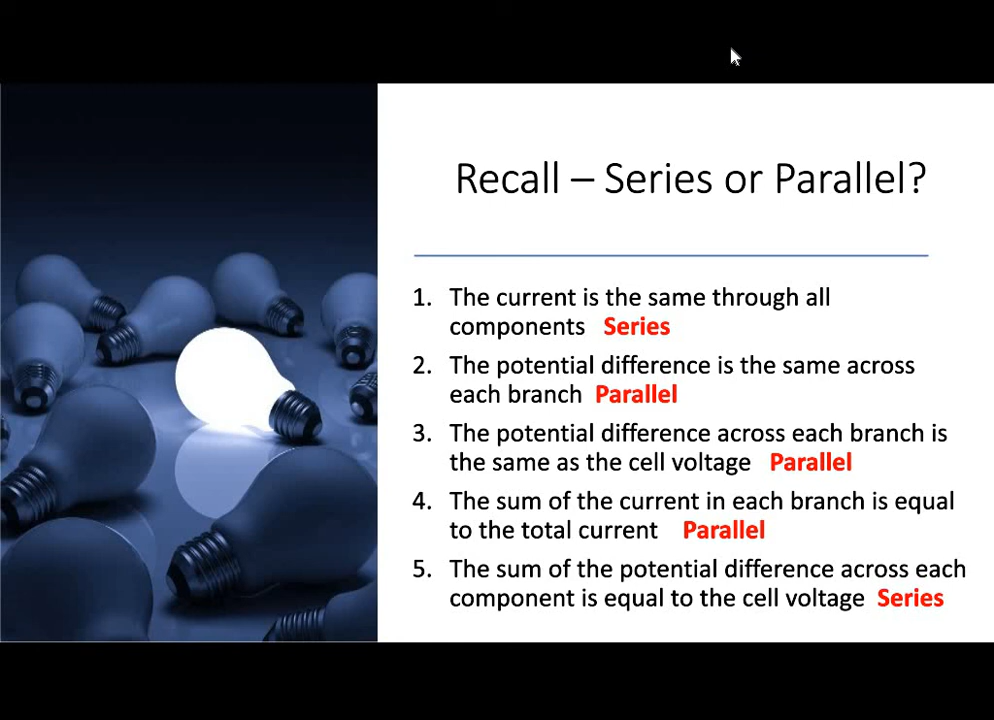 Recall – Series or Parallel?
1. The current is the same through all
components Series
2. The potential difference is the same across
each branch Parallel
3. The potential difference across each branch is
the same as the cell voltage Parallel
4. The sum of the current in each branch is equal
to the total current Parallel
5. The sum of the potential difference across each
component is equal to the cell voltage Series